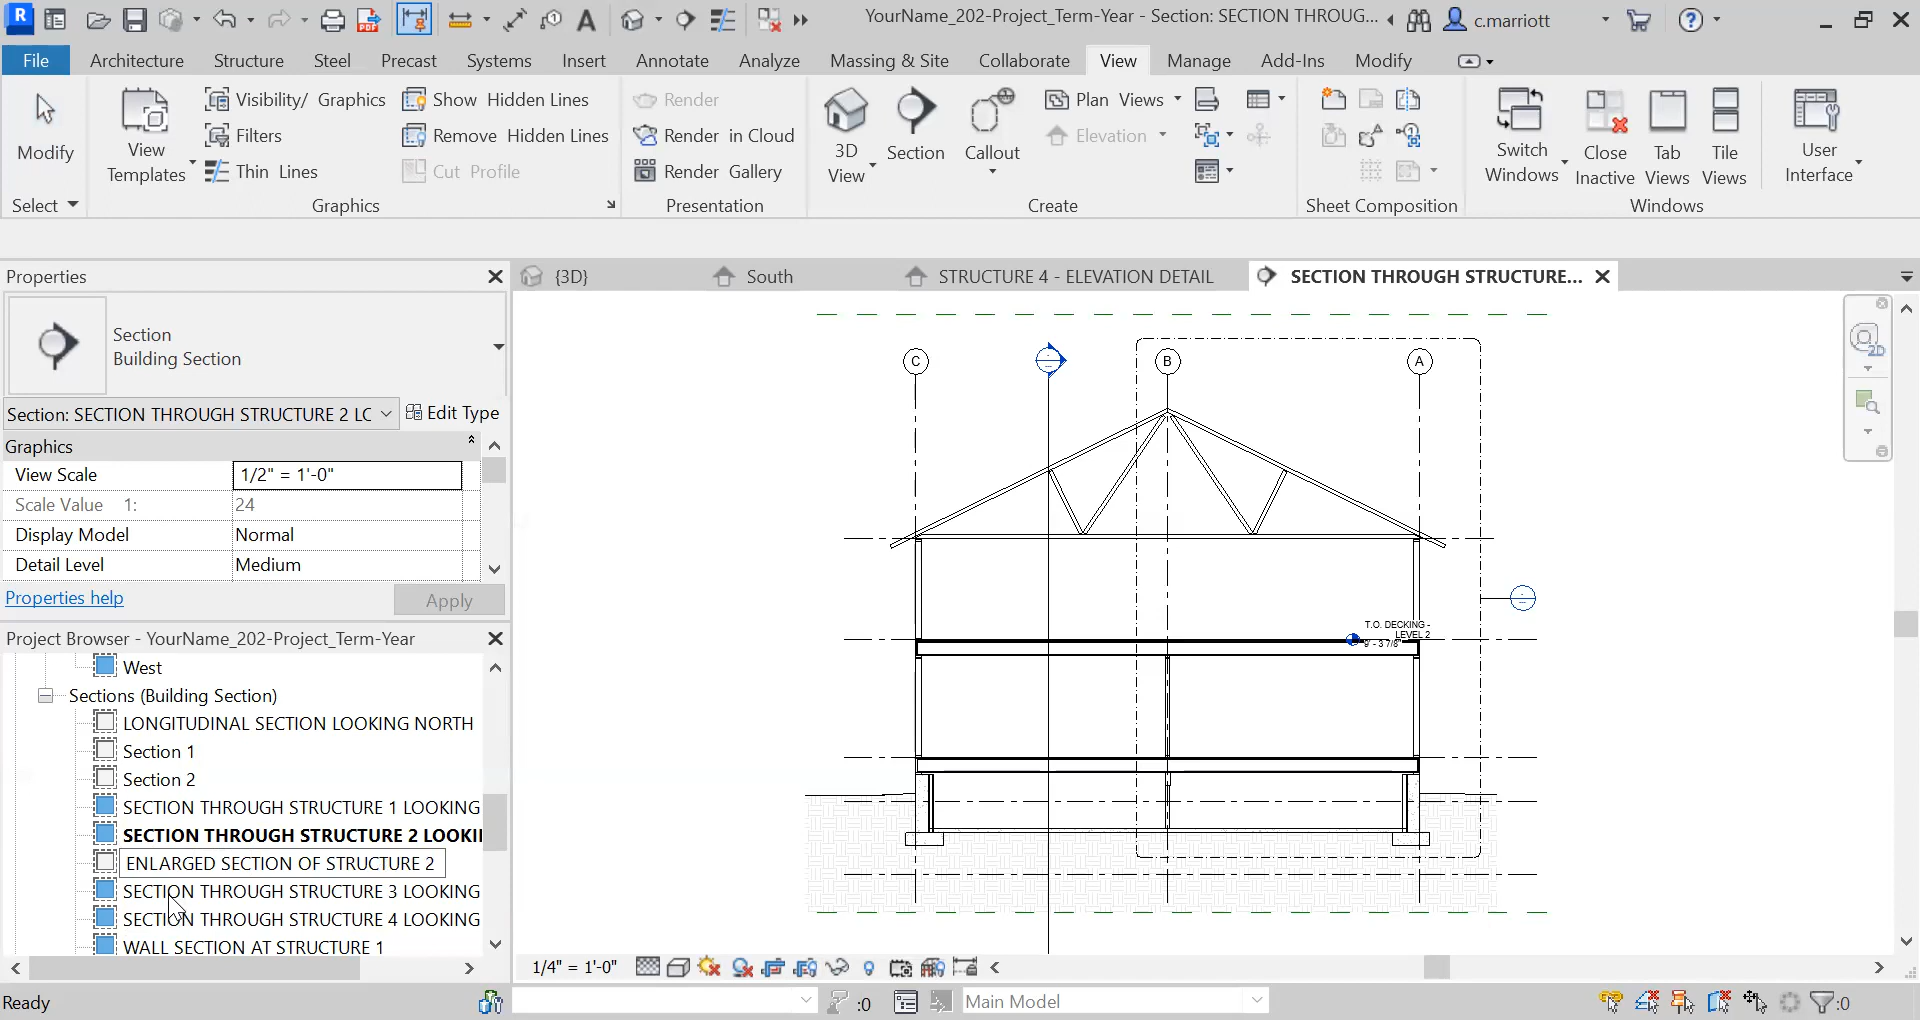 YourName_202-Project_Term-Year - Section: SECTION THROUG...
c.marriott
File
Architecture
Structure
Steel
Precast
Systems
Insert
Annotate
Analyze
Massing & Site
Collaborate
View
Manage
Add-Ins
Modify
Modify
Select
View
Templates
Visibility/ Graphics
Filters
Thin Lines
Show Hidden Lines
Remove Hidden Lines
Cut Profile
Graphics
Render
Render in Cloud
Render Gallery
Presentation
3D
View
Section
Callout
Plan Views
Elevation
Create
Sheet Composition
Switch
Windows
Close
Inactive
Tab
Views
Tile
Views
Windows
User
Interface
Properties
Section
Building Section
Section: SECTION THROUGH STRUCTURE 2 LC
Edit Type
Graphics
View Scale
1/2" = 1'-0"
Scale Value 1:
24
Display Model
Normal
Detail Level
Medium
Properties help
Apply
Project Browser - YourName_202-Project_Term-Year
West
Sections (Building Section)
LONGITUDINAL SECTION LOOKING NORTH
Section 1
Section 2
SECTION THROUGH STRUCTURE 1 LOOKING
SECTION THROUGH STRUCTURE 2 LOOKI
ENLARGED SECTION OF STRUCTURE 2
SECTION THROUGH STRUCTURE 3 LOOKING
SECTION THROUGH STRUCTURE 4 LOOKING
WALL SECTION AT STRUCTURE 1
{3D}
South
STRUCTURE 4 - ELEVATION DETAIL
SECTION THROUGH STRUCTURE...
2D
C
B
A
T.O. DECKING -
LEVEL 2
9' - 3 7/8"
1/4" = 1'-0"
Ready
:0
Main Model
:0